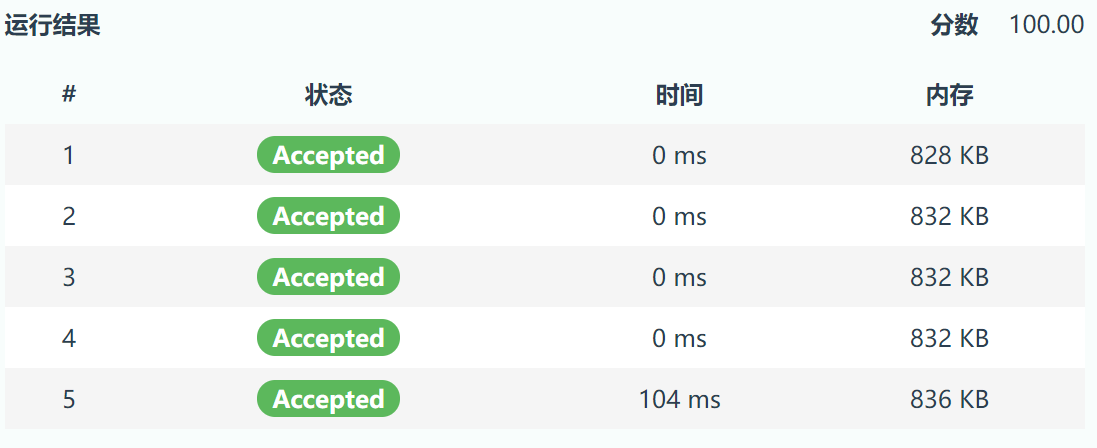 运行结果 分数 100.00
# 状态 时间 内存
1 Accepted 0 ms 828 KB
2 Accepted 0 ms 832 KB
3 Accepted 0 ms 832 KB
4 Accepted 0 ms 832 KB
5 Accepted 104 ms 836 KB